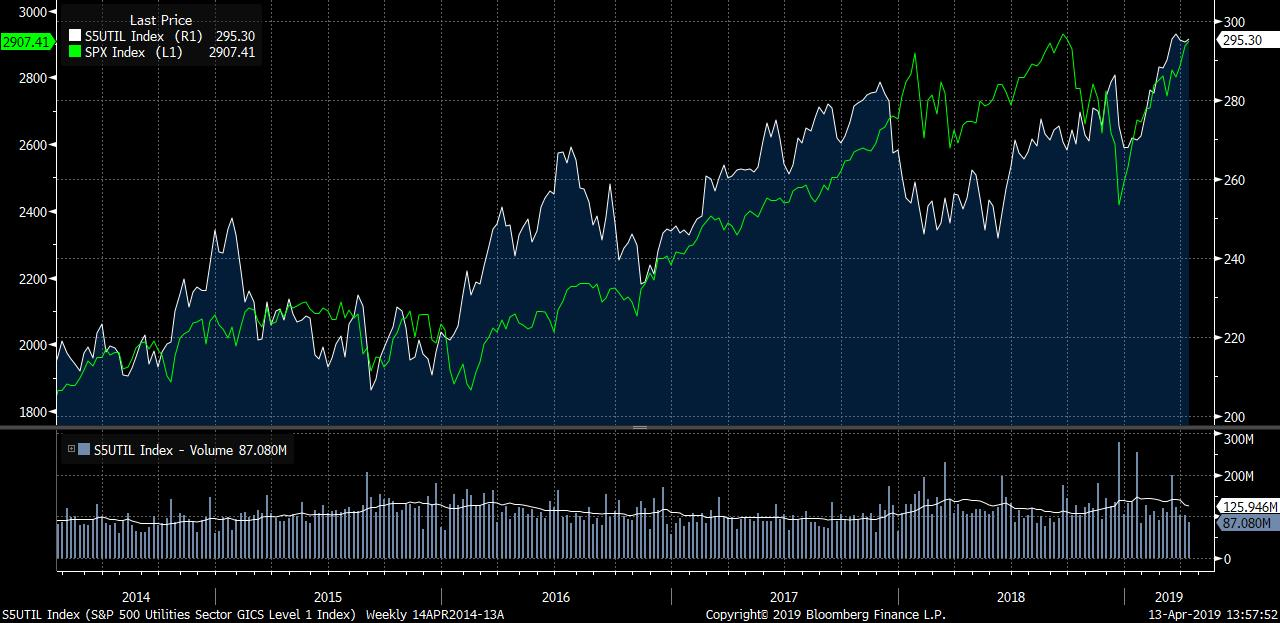 Last Price
S5UTIL Index (R1) 295.30
SPX Index (L1) 2907.41
3000
2907.41
2800
2600
2400
2200
2000
1800
300
295.30
280
260
240
220
200
S5UTIL Index - Volume 87.080M
300M
200M
125.946M
87.080M
0
2014 2015 2016 2017 2018 2019
S5UTIL Index (S&P 500 Utilities Sector GICS Level 1 Index) Weekly 14APR2014-13A
Copyright© 2019 Bloomberg Finance L.P.
13-Apr-2019 13:57:52